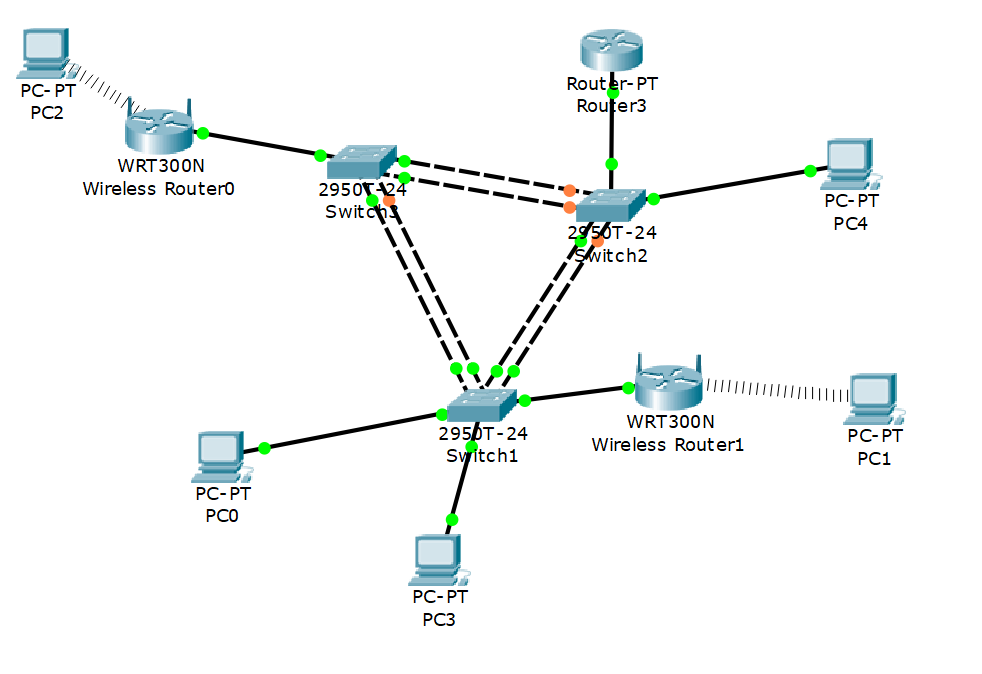 PC-PT
PC2
WRT300N
Wireless Router0
2950T-24
Switch3
Router-PT
Router3
2950T-24
Switch2
PC-PT
PC4
2950T-24
Switch1
WRT300N
Wireless Router1
PC-PT
PC1
PC-PT
PC0
PC-PT
PC3